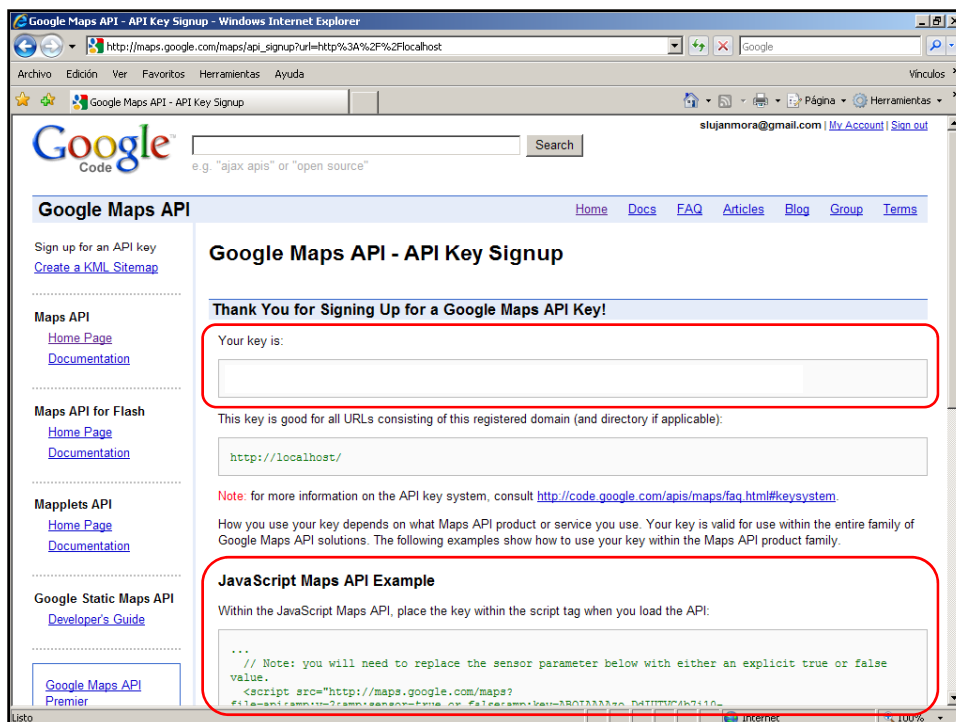 Google Maps API - API Key Signup - Windows Internet Explorer
http://maps.google.com/maps/api_signup?url=http%3A%2F%2Flocalhost
Google
Archivo Edición Ver Favoritos Herramientas Ayuda
Vínculos
Google Maps API - API Key Signup
Página Herramientas
slujanmora@gmail.com | My Account | Sign out
Google Code
Search
e.g. "ajax apis" or "open source"
Google Maps API
Home Docs FAQ Articles Blog Group Terms
Sign up for an API key
Create a KML Sitemap
Maps API
Home Page
Documentation
Maps API for Flash
Home Page
Documentation
Mapplets API
Home Page
Documentation
Google Static Maps API
Developer's Guide
Google Maps API
Premier
Google Maps API - API Key Signup
Thank You for Signing Up for a Google Maps API Key!
Your key is:
This key is good for all URLs consisting of this registered domain (and directory if applicable):
http://localhost/
Note: for more information on the API key system, consult http://code.google.com/apis/maps/faq.html#keysystem.
How you use your key depends on what Maps API product or service you use. Your key is valid for use within the entire family of
Google Maps API solutions. The following examples show how to use your key within the Maps API product family.
JavaScript Maps API Example
Within the JavaScript Maps API, place the key within the script tag when you load the API:
...
// Note: you will need to replace the sensor parameter below with either an explicit true or false
value.
<script src="http://maps.google.com/maps?
Listo
Internet
100%